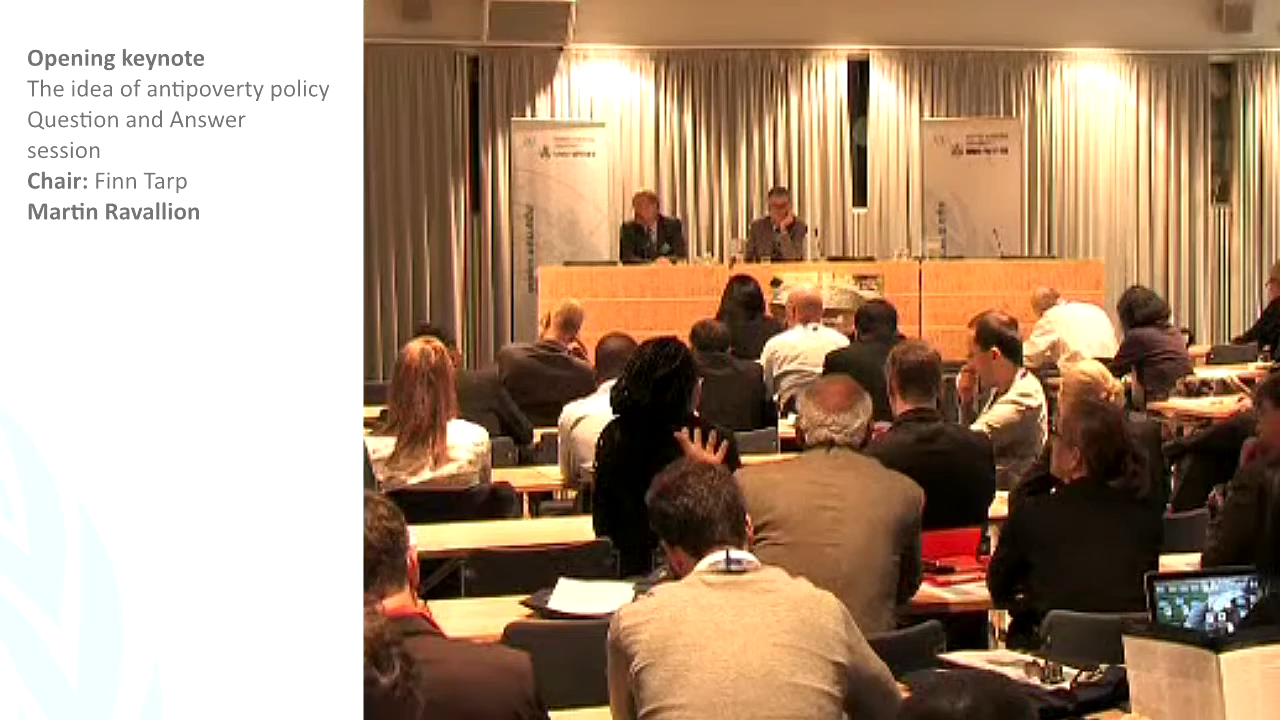 Opening keynote
The idea of antipoverty policy
Question and Answer
session
Chair: Finn Tarp
Martin Ravallion